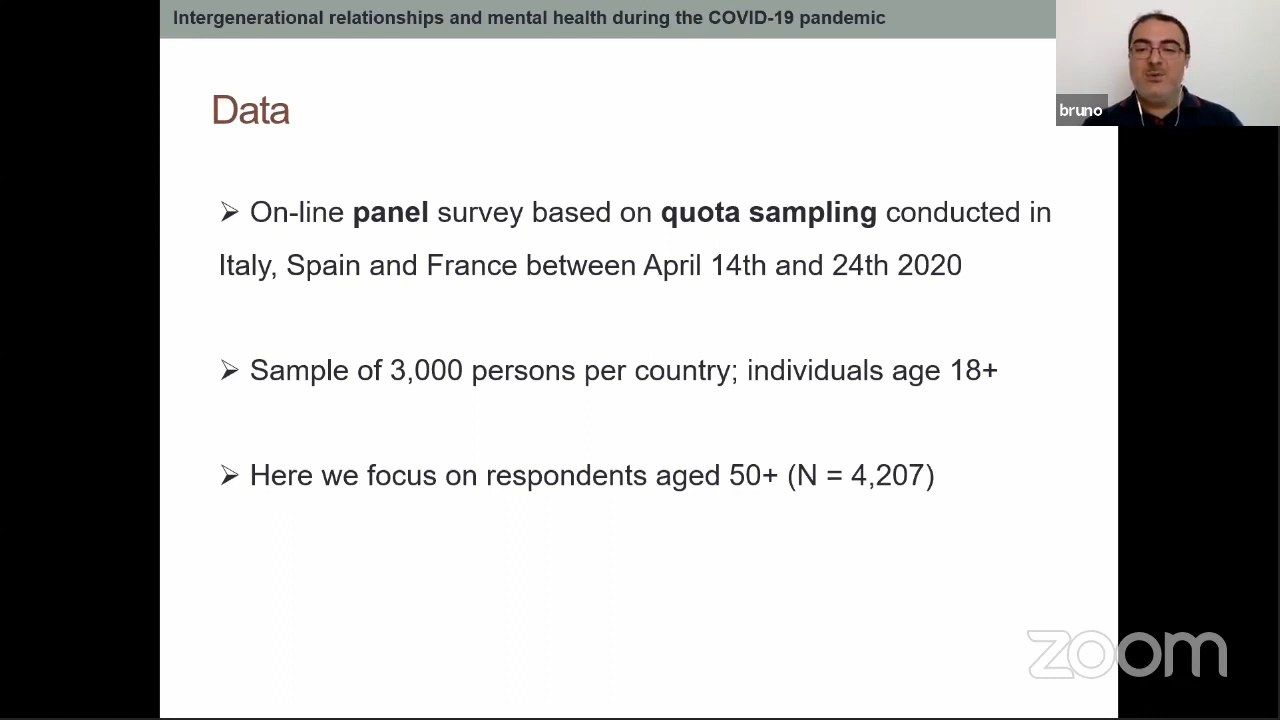 Intergenerational relationships and mental health during the COVID-19 pandemic
bruno
Data
➢ On-line panel survey based on quota sampling conducted in
Italy, Spain and France between April 14th and 24th 2020
➢ Sample of 3,000 persons per country; individuals age 18+
➢ Here we focus on respondents aged 50+ (N = 4,207)
zoom